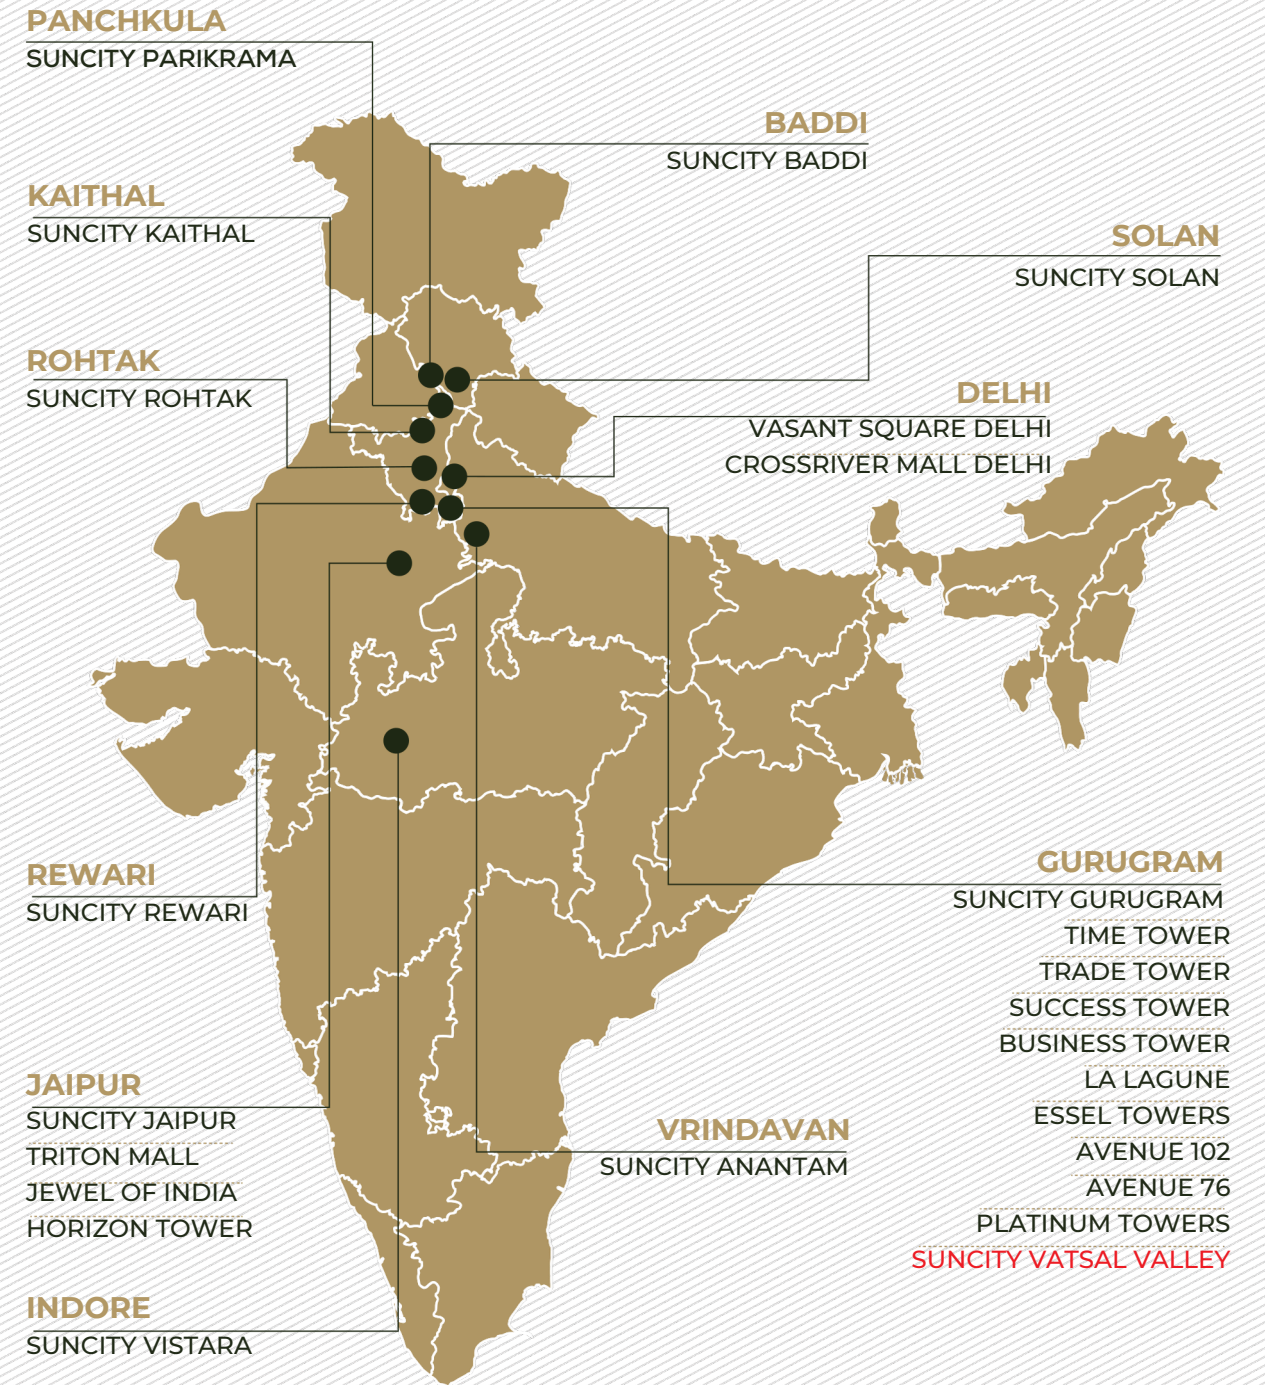 PANCHKULA
SUNCITY PARIKRAMA
BADDI
SUNCITY BADDI
KAITHAL
SUNCITY KAITHAL
SOLAN
SUNCITY SOLAN
ROHTAK
SUNCITY ROHTAK
DELHI
VASANT SQUARE DELHI
CROSSRIVER MALL DELHI
REWARI
SUNCITY REWARI
GURUGRAM
SUNCITY GURUGRAM
TIME TOWER
TRADE TOWER
SUCCESS TOWER
BUSINESS TOWER
LA LAGUNE
ESSEL TOWERS
AVENUE 102
AVENUE 76
PLATINUM TOWERS
SUNCITY VATSAL VALLEY
JAIPUR
SUNCITY JAIPUR
TRITON MALL
JEWEL OF INDIA
HORIZON TOWER
VRINDAVAN
SUNCITY ANANTAM
INDORE
SUNCITY VISTARA